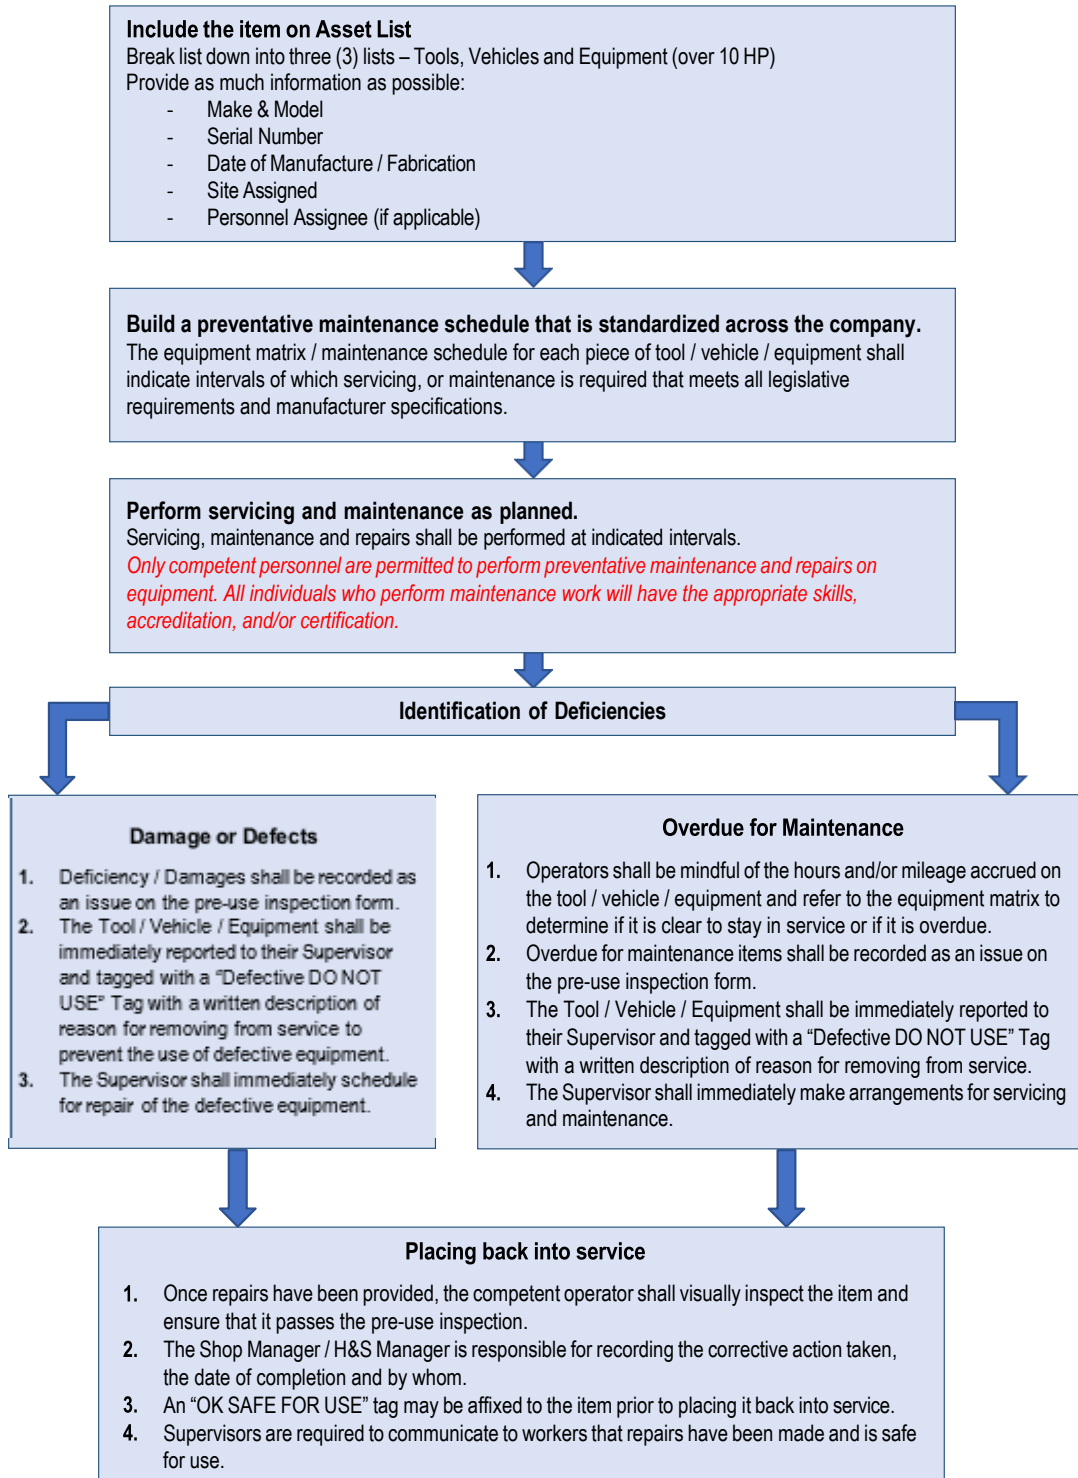 Include the item on Asset List
Break list down into three (3) lists – Tools, Vehicles and Equipment (over 10 HP)
Provide as much information as possible:
- Make & Model
- Serial Number
- Date of Manufacture / Fabrication
- Site Assigned
- Personnel Assignee (if applicable)
Build a preventative maintenance schedule that is standardized across the company.
The equipment matrix / maintenance schedule for each piece of tool / vehicle / equipment shall
indicate intervals of which servicing, or maintenance is required that meets all legislative
requirements and manufacturer specifications.
Perform servicing and maintenance as planned.
Servicing, maintenance and repairs shall be performed at indicated intervals.
Only competent personnel are permitted to perform preventative maintenance and repairs on
equipment. All individuals who perform maintenance work will have the appropriate skills,
accreditation, and/or certification.
Identification of Deficiencies
Damage or Defects
1. Deficiency / Damages shall be recorded as
an issue on the pre-use inspection form.
2. The Tool / Vehicle / Equipment shall be
immediately reported to their Supervisor
and tagged with a “Defective DO NOT
USE” Tag with a written description of
reason for removing from service to
prevent the use of defective equipment.
3. The Supervisor shall immediately schedule
for repair of the defective equipment.
Overdue for Maintenance
1. Operators shall be mindful of the hours and/or mileage accrued on
the tool / vehicle / equipment and refer to the equipment matrix to
determine if it is clear to stay in service or if it is overdue.
2. Overdue for maintenance items shall be recorded as an issue on
the pre-use inspection form.
3. The Tool / Vehicle / Equipment shall be immediately reported to
their Supervisor and tagged with a “Defective DO NOT USE” Tag
with a written description of reason for removing from service.
4. The Supervisor shall immediately make arrangements for servicing
and maintenance.
Placing back into service
1. Once repairs have been provided, the competent operator shall visually inspect the item and
ensure that it passes the pre-use inspection.
2. The Shop Manager / H&S Manager is responsible for recording the corrective action taken,
the date of completion and by whom.
3. An “OK SAFE FOR USE” tag may be affixed to the item prior to placing it back into service.
4. Supervisors are required to communicate to workers that repairs have been made and is safe
for use.